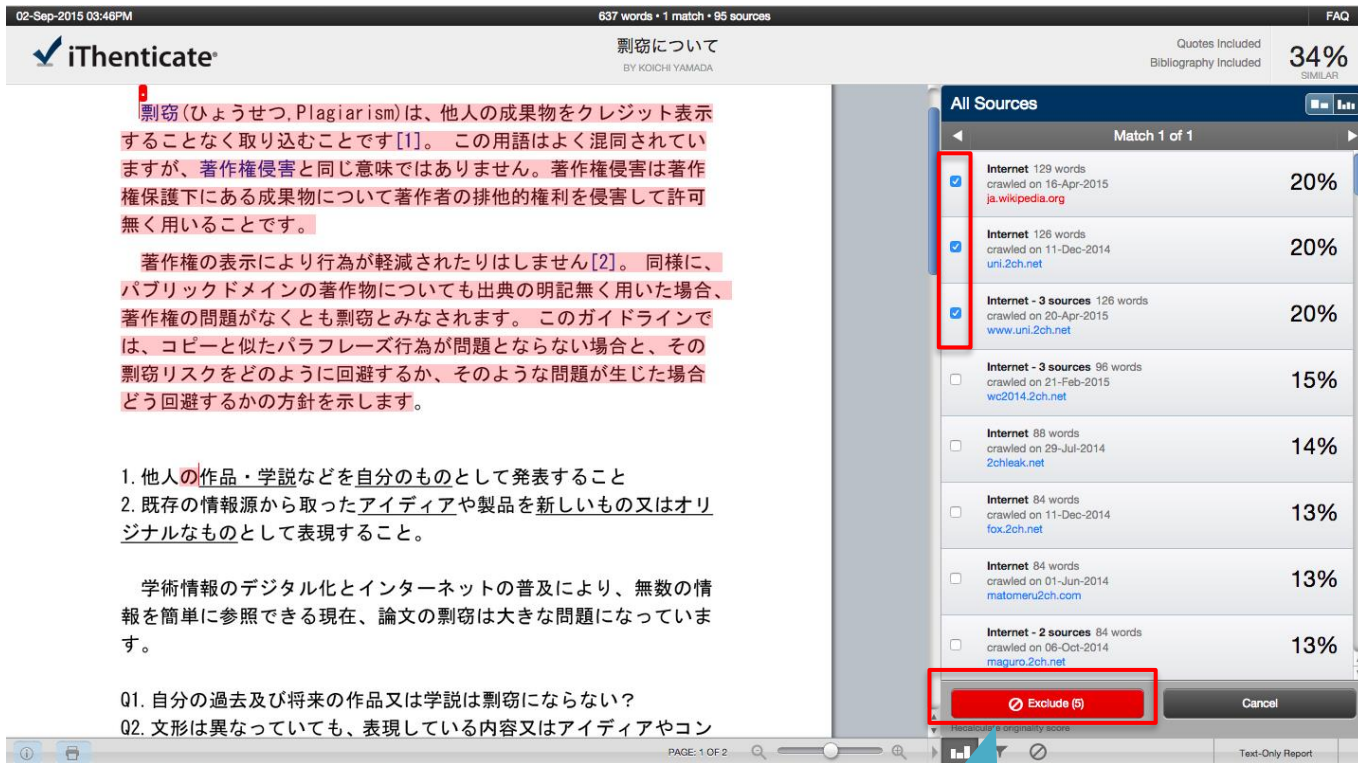 02-Sep-2015 03:46PM
637 words • 1 match • 95 sources
FAQ
iThenticate®
剽窃について
BY KOICHI YAMADA
Quotes Included
Bibliography Included
34%
SIMILAR
剽窃(ひょうせつ,Plagiarism)は、他人の成果物をクレジット表示
することなく取り込むことです[1]。 この用語はよく混同されてい
ますが、著作権侵害と同じ意味ではありません。著作権侵害は著作
権保護下にある成果物について著作者の排他的権利を侵害して許可
無く用いることです。
著作権の表示により行為が軽減されたりはしません[2]。 同様に、
パブリックドメインの著作物についても出典の明記無く用いた場合、
著作権の問題がなくとも剽窃とみなされます。 このガイドラインで
は、コピーと似たパラフレーズ行為が問題とならない場合と、その
剽窃リスクをどのように回避するか、そのような問題が生じた場合
どう回避するかの方針を示します。
1. 他人の作品・学説などを自分のものとして発表すること
2. 既存の情報源から取ったアイディアや製品を新しいもの又はオリ
ジナルなものとして表現すること。
学術情報のデジタル化とインターネットの普及により、無数の情
報を簡単に参照できる現在、論文の剽窃は大きな問題になっていま
す。
Q1. 自分の過去及び将来の作品又は学説は剽窃にならない？
Q2. 文形は異なっていても、表現している内容又はアイディアやコン
All Sources
Match 1 of 1
Internet 129 words
crawled on 16-Apr-2015
ja.wikipedia.org
20%
Internet 126 words
crawled on 11-Dec-2014
uni.2ch.net
20%
Internet - 3 sources 126 words
crawled on 20-Apr-2015
www.uni.2ch.net
20%
Internet - 3 sources 96 words
crawled on 21-Feb-2015
wc2014.2ch.net
15%
Internet 88 words
crawled on 29-Jul-2014
2chleak.net
14%
Internet 84 words
crawled on 11-Dec-2014
fox.2ch.net
13%
Internet 84 words
crawled on 01-Jun-2014
matomeru2ch.com
13%
Internet - 2 sources 84 words
crawled on 06-Oct-2014
maguro.2ch.net
13%
Exclude (5)
Cancel
Recalculate originality score
PAGE: 1 OF 2
Text-Only Report